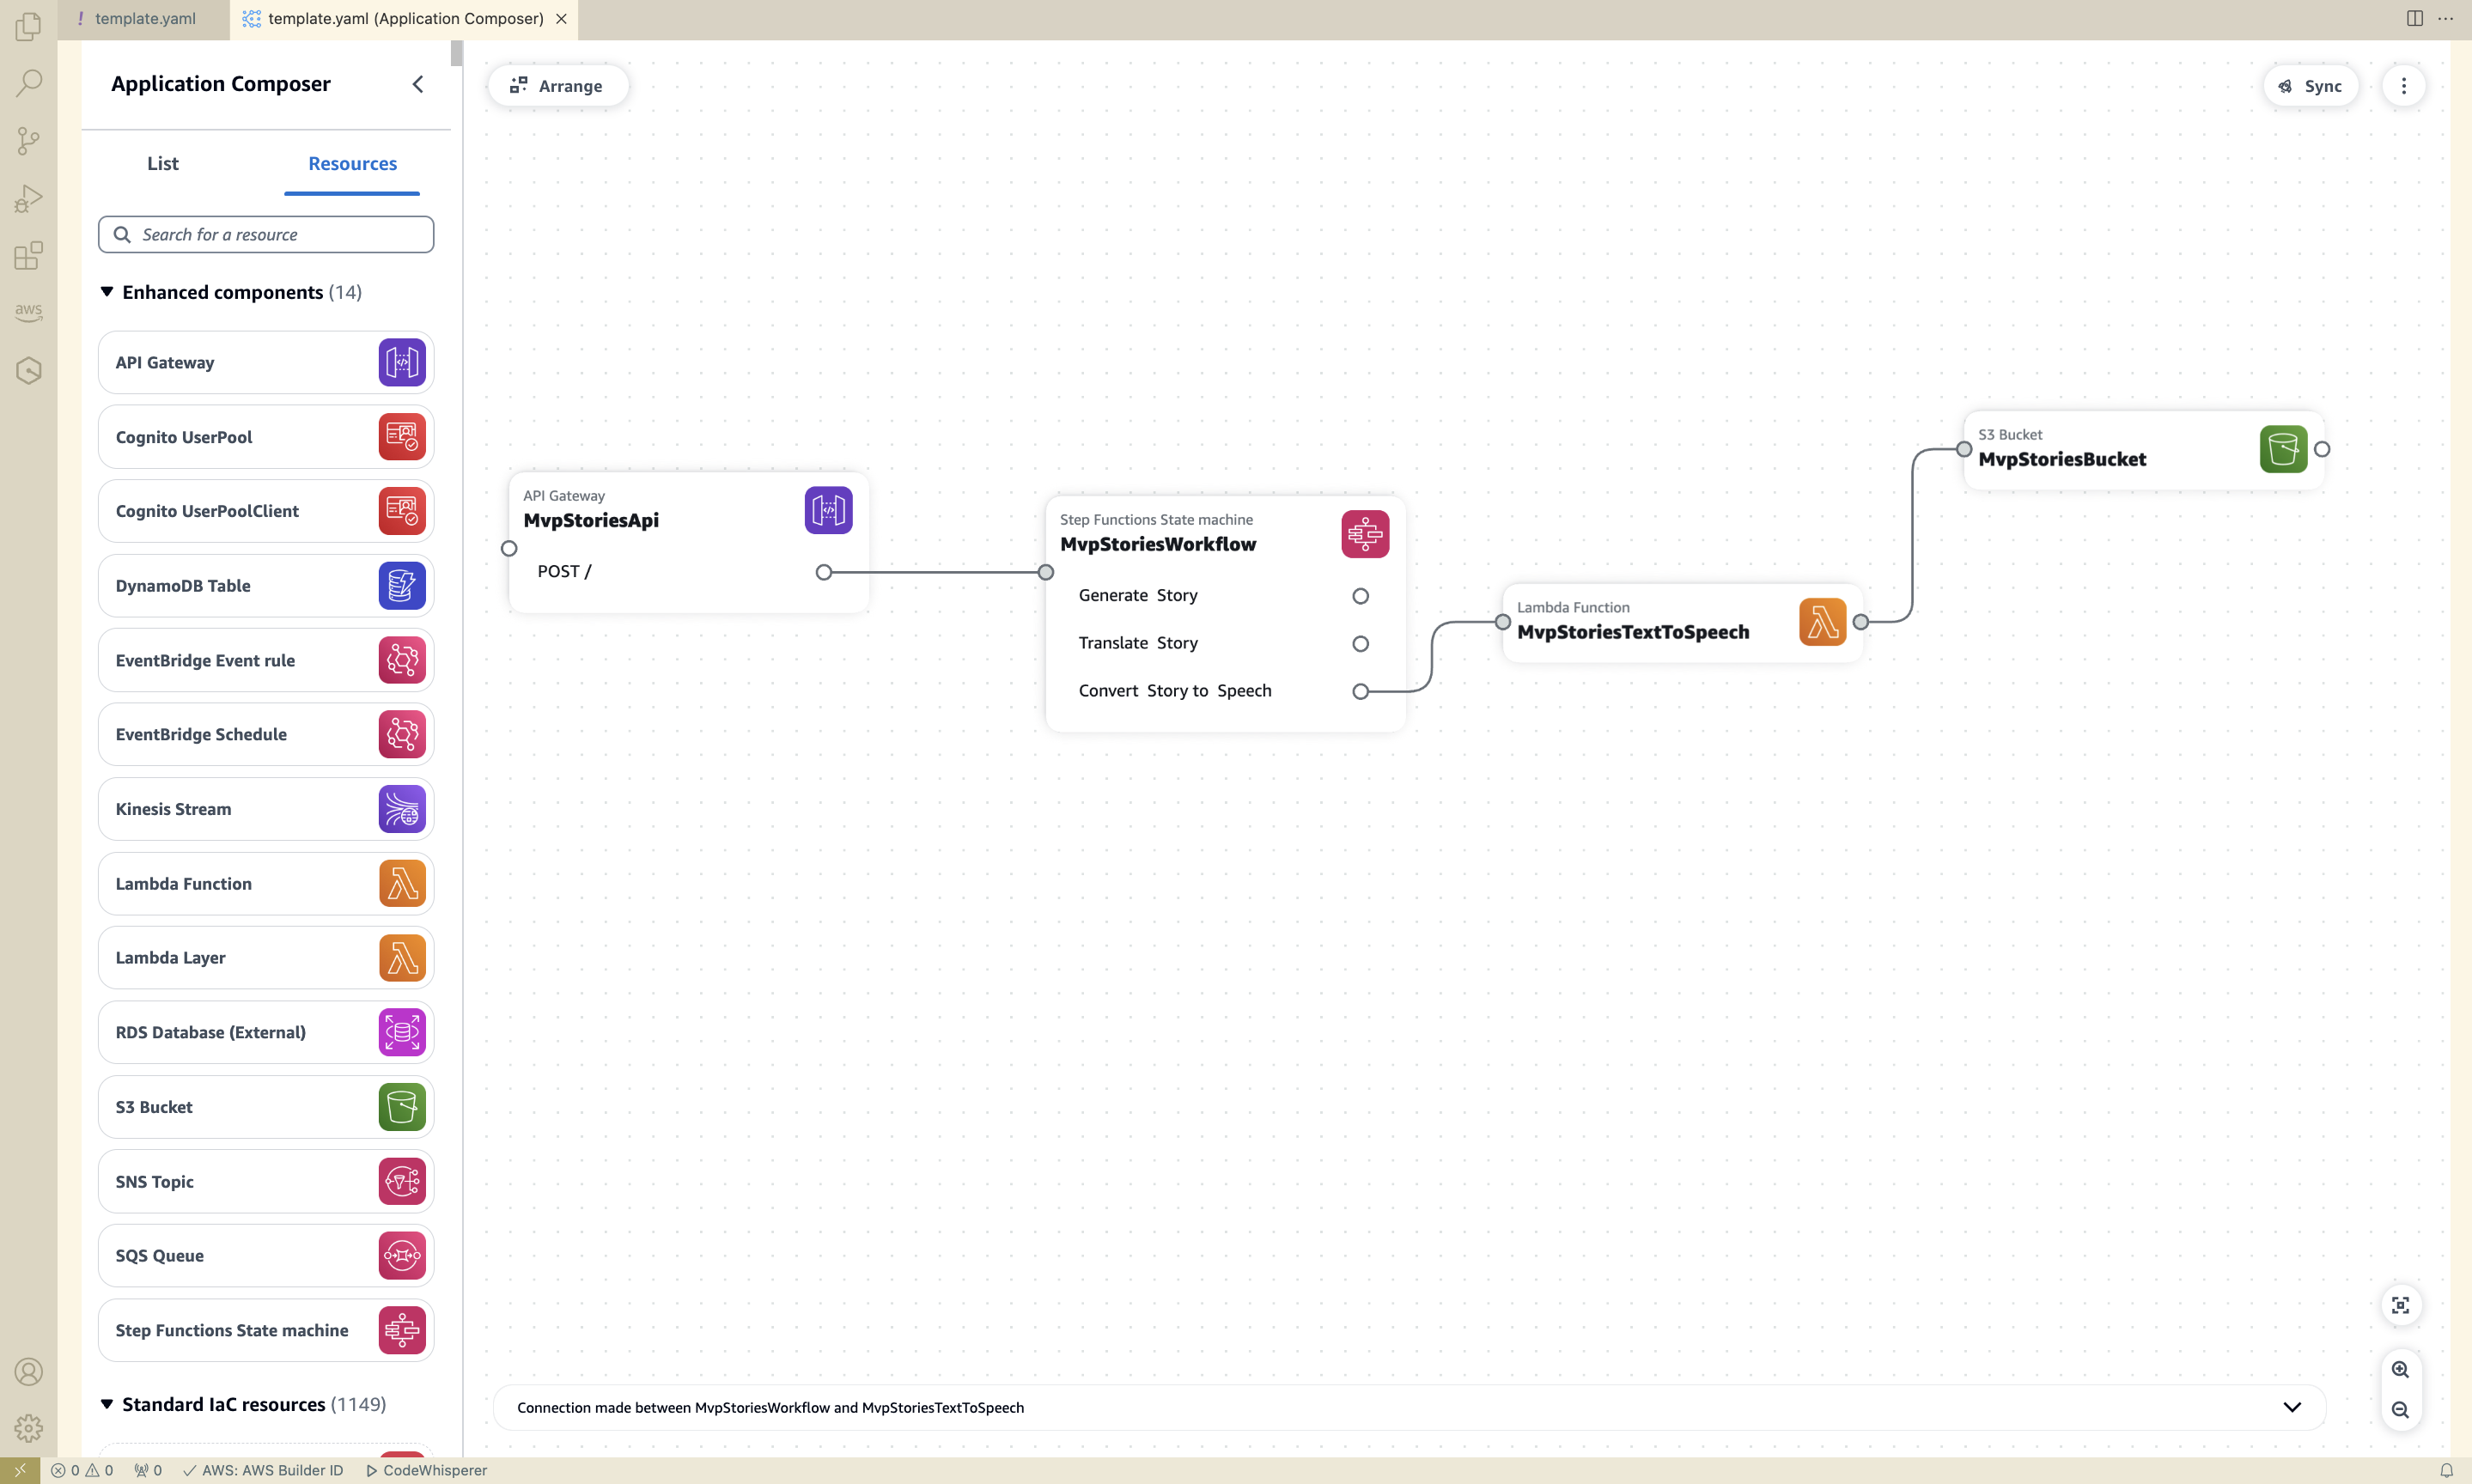 ! template.yaml
template.yaml (Application Composer)
Application Composer
Arrange
Sync
List
Resources
Search for a resource
Enhanced components (14)
aws
API Gateway
Cognito UserPool
Cognito UserPoolClient
DynamoDB Table
EventBridge Event rule
EventBridge Schedule
Kinesis Stream
Lambda Function
Lambda Layer
RDS Database (External)
S3 Bucket
SNS Topic
SQS Queue
Step Functions State machine
Standard IaC resources (1149)
API Gateway
MvpStoriesApi
POST /
Step Functions State machine
MvpStoriesWorkflow
Generate Story
Translate Story
Convert Story to Speech
Lambda Function
MvpStoriesTextToSpeech
S3 Bucket
MvpStoriesBucket
Connection made between MvpStoriesWorkflow and MvpStoriesTextToSpeech
0 0 0 AWS: AWS Builder ID CodeWhisperer